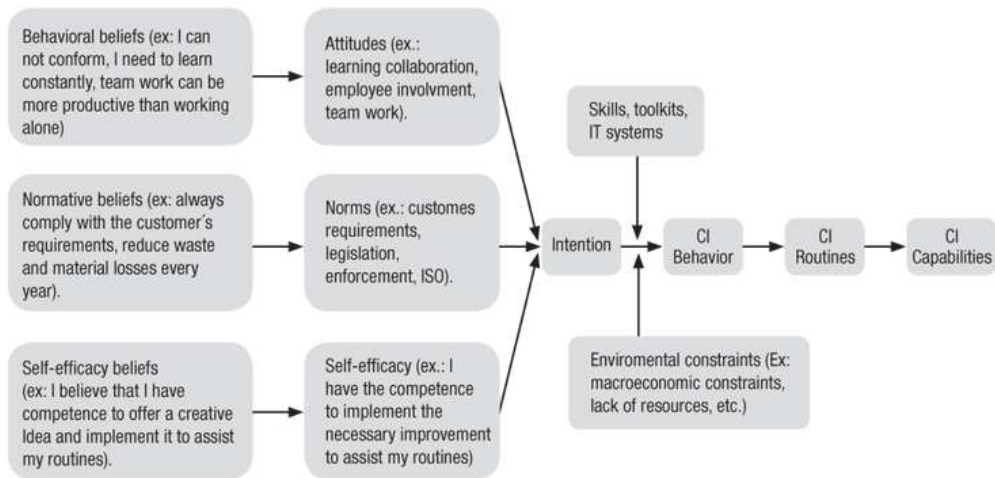 Behavioral beliefs (ex: I can
not conform, I need to learn
constantly, team work can be
more productive than working
alone)
Attitudes (ex.:
learning collaboration,
employee involvment,
team work).
Skills, toolkits,
IT systems
Normative beliefs (ex: always
comply with the customer´s
requirements, reduce waste
and material losses every
year).
Norms (ex.: customes
requirements,
legislation,
enforcement, ISO).
Intention
CI
Behavior
CI
Routines
CI
Capabilities
Self-efficacy beliefs
(ex: I believe that I have
competence to offer a creative
Idea and implement it to assist
my routines).
Self-efficacy (ex.: I
have the competence
to implement the
necessary improvement
to assist my routines)
Enviromental constraints (Ex:
macroeconomic constraints,
lack of resources, etc.)